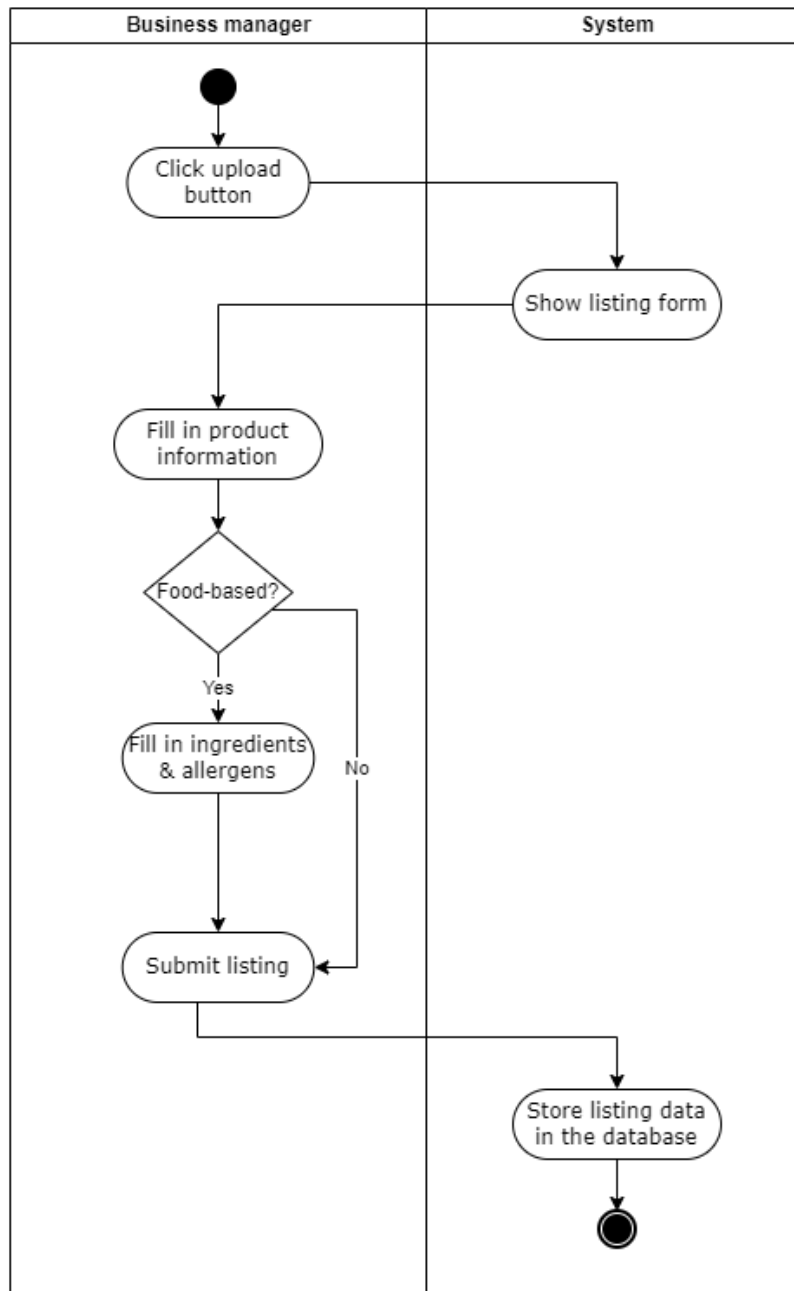 Business manager
System
Click upload
button
Show listing form
Fill in product
information
Food-based?
Yes
Fill in ingredients
& allergens
No
Submit listing
Store listing data
in the database